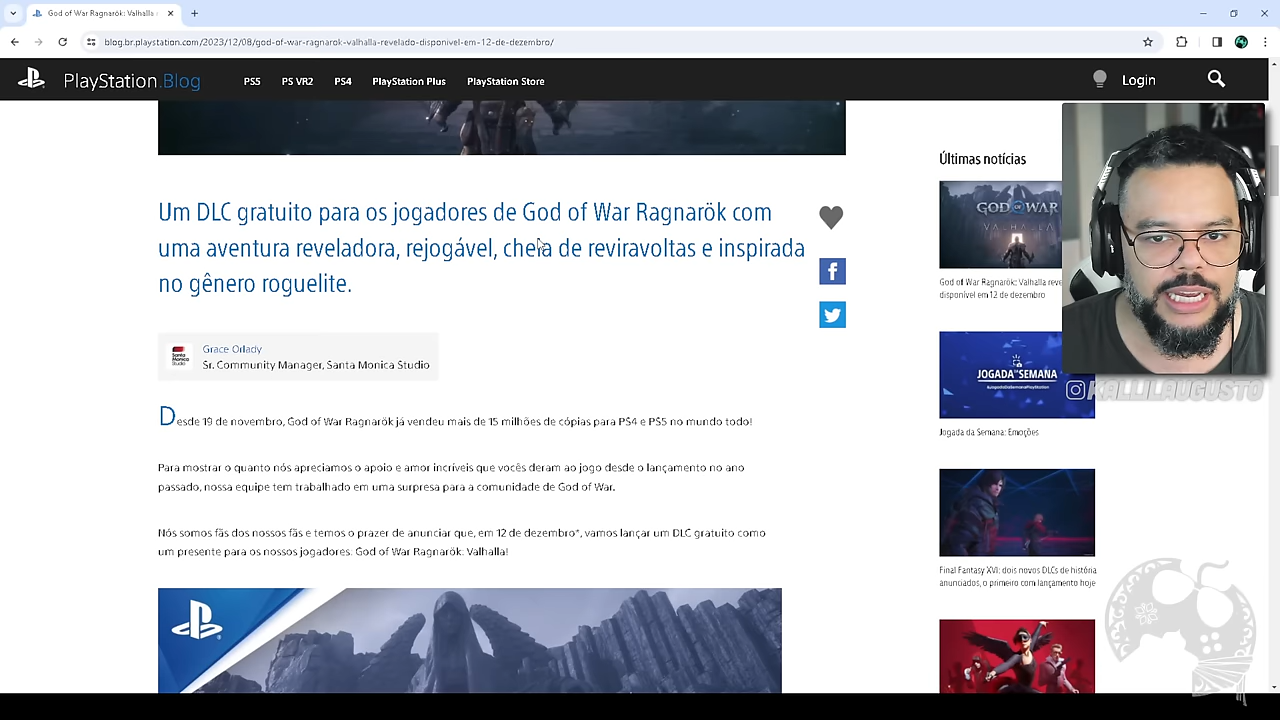 God of War Ragnarök: Valhalla
blog.br.playstation.com/2023/12/08/god-of-war-ragnarok-valhalla-revelado-disponivel-em-12-de-dezembro/
PlayStation.Blog
PS5
PS VR2
PS4
PlayStation Plus
PlayStation Store
Login
Um DLC gratuito para os jogadores de God of War Ragnarök com
uma aventura reveladora, rejogável, cheia de reviravoltas e inspirada
no gênero roguelite.
Santa Monica Studio
Grace Orlady
Sr. Community Manager, Santa Monica Studio
Desde 19 de novembro, God of War Ragnarök já vendeu mais de 15 milhões de cópias para PS4 e PS5 no mundo todo!
Para mostrar o quanto nós apreciamos o apoio e amor incríveis que vocês deram ao jogo desde o lançamento no ano
passado, nossa equipe tem trabalhado em uma surpresa para a comunidade de God of War.
Nós somos fãs dos nossos fãs e temos o prazer de anunciar que, em 12 de dezembro*, vamos lançar um DLC gratuito como
um presente para os nossos jogadores. God of War Ragnarök: Valhalla!
Últimas notícias
GOD OF WAR
VALHALLA
God of War Ragnarök: Valhalla reve
disponível em 12 de dezembro
JOGADA DA SEMANA
#JogadaDaSemanaPlayStation
KALLILAUGUSTO
Jogada da Semana: Emoções
Final Fantasy XVI: dois novos DLCs de história
anunciados, o primeiro com lançamento hoje